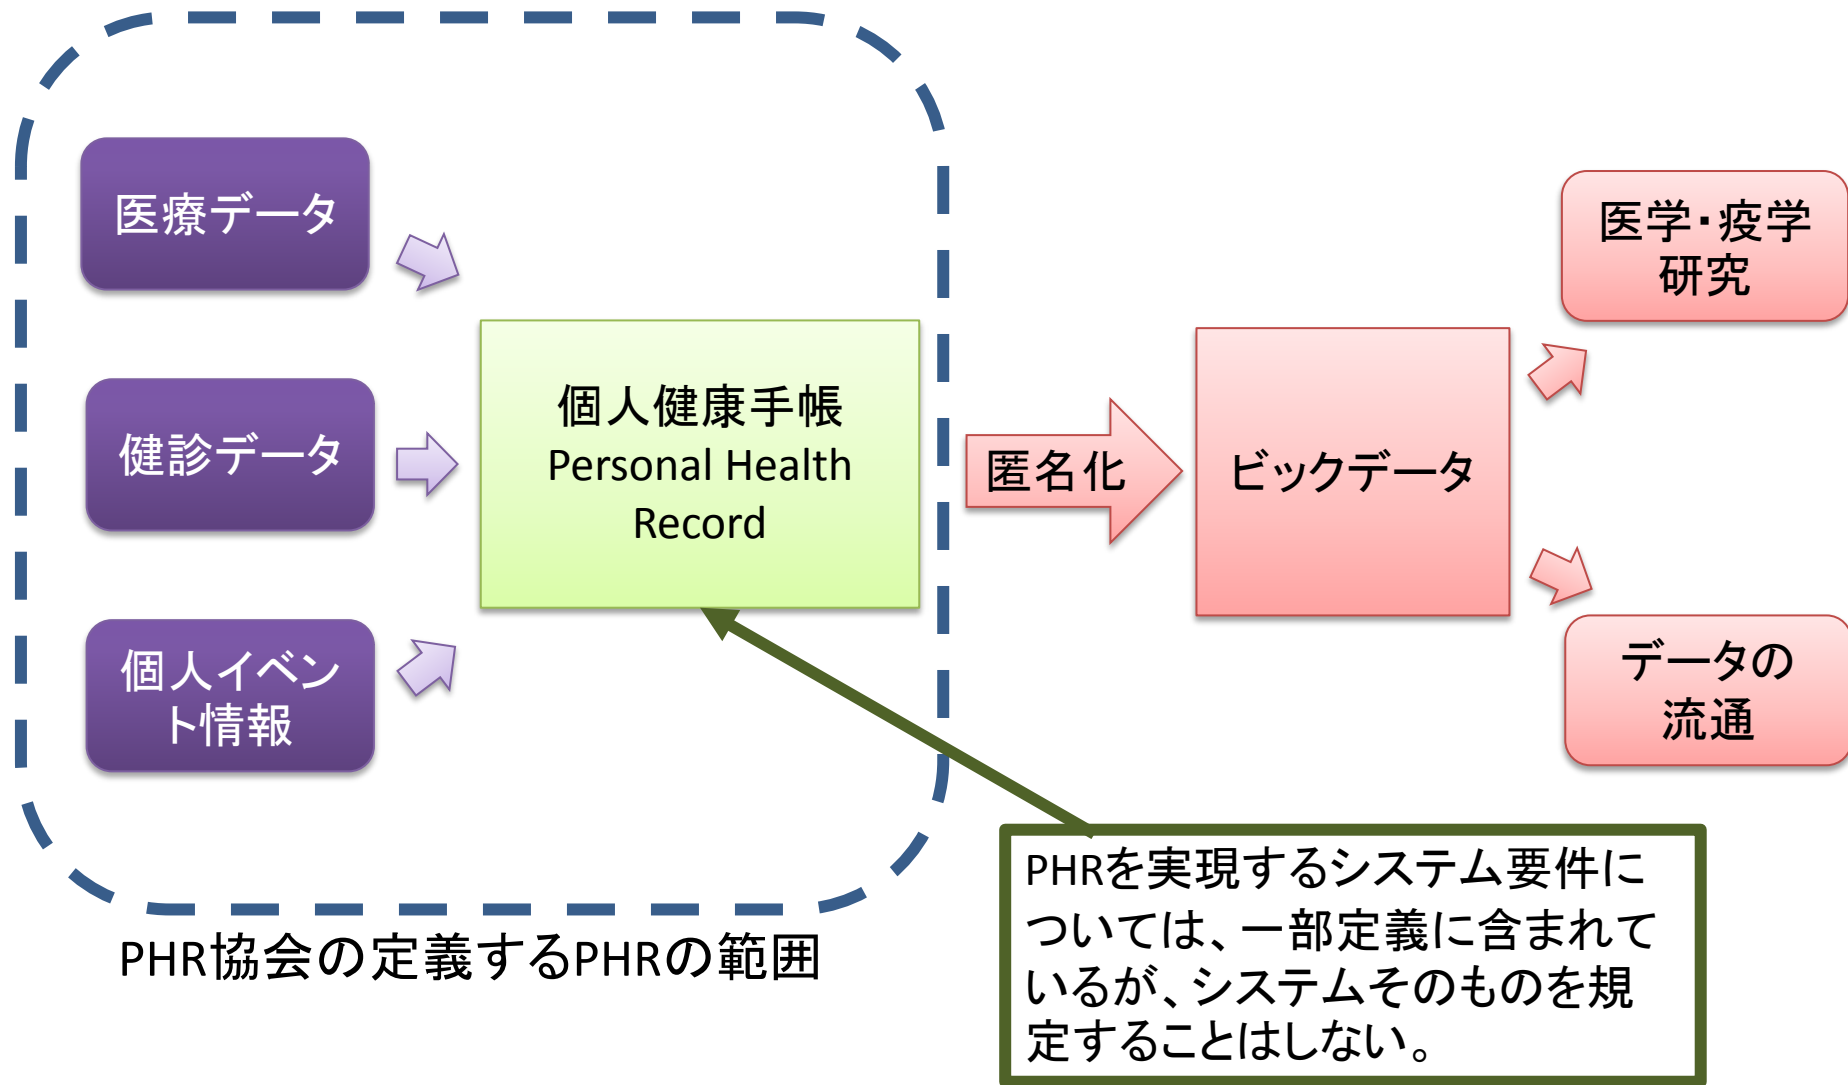 医療データ
健診データ
個人イベン
ト情報
個人健康手帳
Personal Health
Record
匿名化
ビックデータ
医学・疫学
研究
データの
流通
PHR協会の定義するPHRの範囲
PHRを実現するシステム要件に
ついては、一部定義に含まれて
いるが、システムそのものを規
定することはしない。